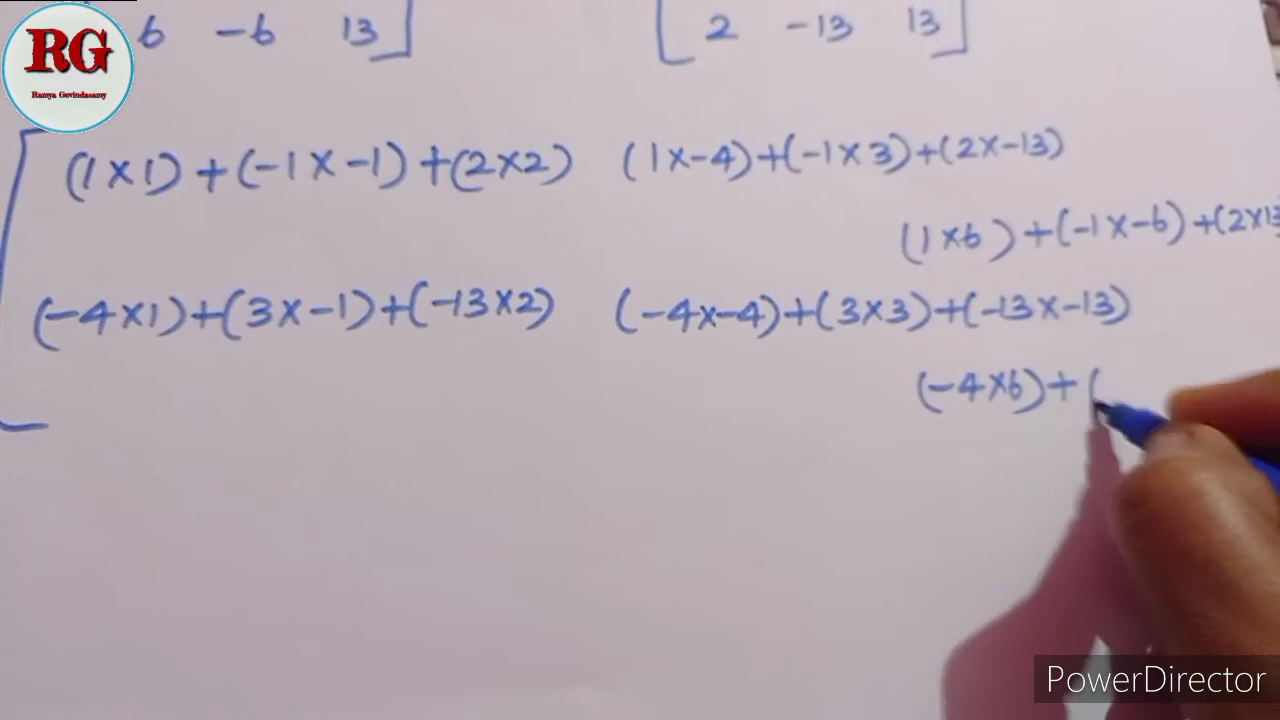 RG
Ramya Govindasamy
6 -6 13] [2 -13 13]
(1×1)+(-1×-1)+(2×2) (1×-4)+(-1×3)+(2×-13)
(1×6)+(-1×-6)+(2×13
(-4×1)+(3×-1)+(-13×2) (-4×-4)+(3×3)+(-13×-13)
(-4×6)+(
PowerDirector